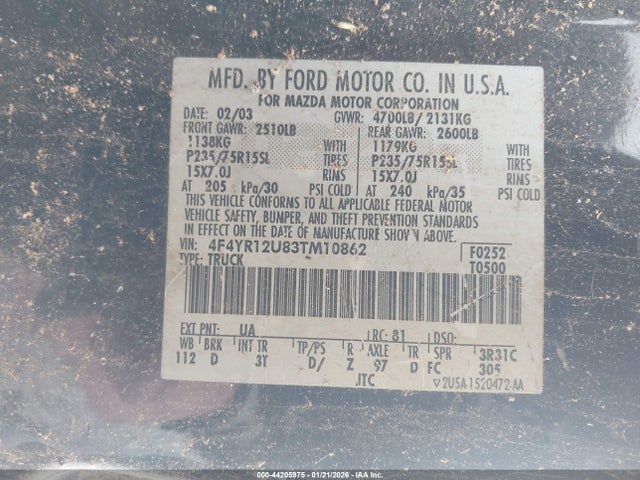 MFD. BY FORD MOTOR CO. IN U.S.A.
FOR MAZDA MOTOR CORPORATION
DATE: 02/03 GVWR: 4700LB/ 2131KG
FRONT GAWR: 2510LB REAR GAWR: 2600LB
1138KG WITH 1179KG WITH
P235/75R15SL TIRES P235/75R15SL TIRES
15X7.0J RIMS 15X7.0J RIMS
AT 205 kPa/30 PSI COLD AT 240 kPa/35 PSI COLD
THIS VEHICLE CONFORMS TO ALL APPLICABLE FEDERAL MOTOR
VEHICLE SAFETY, BUMPER, AND THEFT PREVENTION STANDARDS
IN EFFECT ON THE DATE OF MANUFACTURE SHOWN ABOVE.
VIN: 4F4YR12U83TM10862 F0252
TYPE: TRUCK T0500
EXT PNT: UA RC: 81 DSO:
WB BRK INT TR TP/PS R AXLE TR SPR 3R31C
112 D 3T D/ Z 97 D FC 305
JTC 2U5A-1520472-AA
000-44205975 - 01/21/2026 - Copyright IAA, Inc.